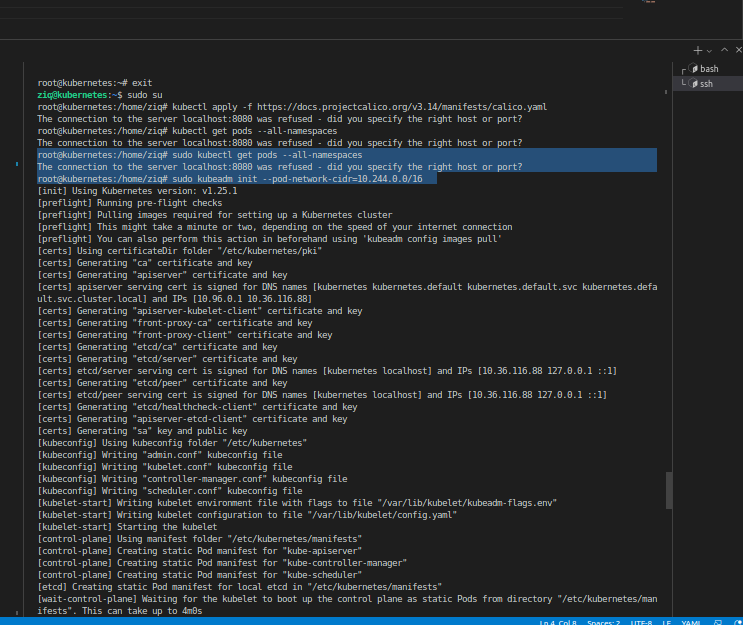 bash
ssh
root@kubernetes:~# exit
ziq@kubernetes:~$ sudo su
root@kubernetes:/home/ziq# kubectl apply -f https://docs.projectcalico.org/v3.14/manifests/calico.yaml
The connection to the server localhost:8080 was refused - did you specify the right host or port?
root@kubernetes:/home/ziq# kubectl get pods --all-namespaces
The connection to the server localhost:8080 was refused - did you specify the right host or port?
root@kubernetes:/home/ziq# sudo kubectl get pods --all-namespaces
The connection to the server localhost:8080 was refused - did you specify the right host or port?
root@kubernetes:/home/ziq# sudo kubeadm init --pod-network-cidr=10.244.0.0/16
[init] Using Kubernetes version: v1.25.1
[preflight] Running pre-flight checks
[preflight] Pulling images required for setting up a Kubernetes cluster
[preflight] This might take a minute or two, depending on the speed of your internet connection
[preflight] You can also perform this action in beforehand using 'kubeadm config images pull'
[certs] Using certificateDir folder "/etc/kubernetes/pki"
[certs] Generating "ca" certificate and key
[certs] Generating "apiserver" certificate and key
[certs] apiserver serving cert is signed for DNS names [kubernetes kubernetes.default kubernetes.default.svc kubernetes.defa
ult.svc.cluster.local] and IPs [10.96.0.1 10.36.116.88]
[certs] Generating "apiserver-kubelet-client" certificate and key
[certs] Generating "front-proxy-ca" certificate and key
[certs] Generating "front-proxy-client" certificate and key
[certs] Generating "etcd/ca" certificate and key
[certs] Generating "etcd/server" certificate and key
[certs] etcd/server serving cert is signed for DNS names [kubernetes localhost] and IPs [10.36.116.88 127.0.0.1 ::1]
[certs] Generating "etcd/peer" certificate and key
[certs] etcd/peer serving cert is signed for DNS names [kubernetes localhost] and IPs [10.36.116.88 127.0.0.1 ::1]
[certs] Generating "etcd/healthcheck-client" certificate and key
[certs] Generating "apiserver-etcd-client" certificate and key
[certs] Generating "sa" key and public key
[kubeconfig] Using kubeconfig folder "/etc/kubernetes"
[kubeconfig] Writing "admin.conf" kubeconfig file
[kubeconfig] Writing "kubelet.conf" kubeconfig file
[kubeconfig] Writing "controller-manager.conf" kubeconfig file
[kubeconfig] Writing "scheduler.conf" kubeconfig file
[kubelet-start] Writing kubelet environment file with flags to file "/var/lib/kubelet/kubeadm-flags.env"
[kubelet-start] Writing kubelet configuration to file "/var/lib/kubelet/config.yaml"
[kubelet-start] Starting the kubelet
[control-plane] Using manifest folder "/etc/kubernetes/manifests"
[control-plane] Creating static Pod manifest for "kube-apiserver"
[control-plane] Creating static Pod manifest for "kube-controller-manager"
[control-plane] Creating static Pod manifest for "kube-scheduler"
[etcd] Creating static Pod manifest for local etcd in "/etc/kubernetes/manifests"
[wait-control-plane] Waiting for the kubelet to boot up the control plane as static Pods from directory "/etc/kubernetes/man
ifests". This can take up to 4m0s
Ln 4, Col 8 Spaces: 2 UTF-8 LF YAML